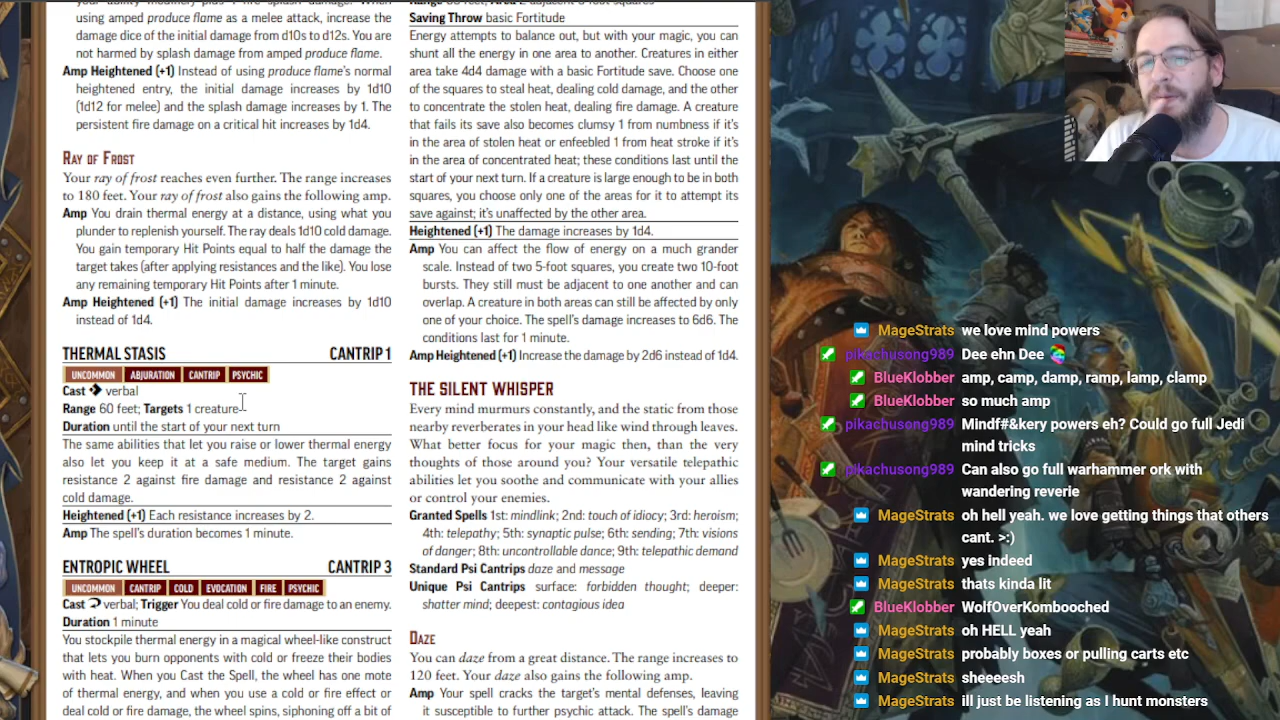 using amped produce flame as a melee attack, increase the
damage dice of the initial damage from d10s to d12s. You are
not harmed by splash damage from amped produce flame.
Amp Heightened (+1) Instead of using produce flame's normal
heightened entry, the initial damage increases by 1d10
(1d12 for melee) and the splash damage increases by 1. The
persistent fire damage on a critical hit increases by 1d4.
RAY OF FROST
Your ray of frost reaches even further. The range increases
to 180 feet. Your ray of frost also gains the following amp.
Amp You drain thermal energy at a distance, using what you
plunder to replenish yourself. The ray deals 1d10 cold damage.
You gain temporary Hit Points equal to half the damage the
target takes (after applying resistances and the like). You lose
any remaining temporary Hit Points after 1 minute.
Amp Heightened (+1) The initial damage increases by 1d10
instead of 1d4.
THERMAL STASIS CANTRIP 1
UNCOMMON ABJURATION CANTRIP PSYCHIC
Cast verbal
Range 60 feet; Targets 1 creature
Duration until the start of your next turn
The same abilities that let you raise or lower thermal energy
also let you keep it at a safe medium. The target gains
resistance 2 against fire damage and resistance 2 against
cold damage.
Heightened (+1) Each resistance increases by 2.
Amp The spell's duration becomes 1 minute.
ENTROPIC WHEEL CANTRIP 3
UNCOMMON CANTRIP COLD EVOCATION FIRE PSYCHIC
Cast verbal; Trigger You deal cold or fire damage to an enemy.
Duration 1 minute
You stockpile thermal energy in a magical wheel-like construct
that lets you burn opponents with cold or freeze their bodies
with heat. When you Cast the Spell, the wheel has one mote
of thermal energy, and when you use a cold or fire effect or
deal cold or fire damage, the wheel spins, siphoning off a bit of
Saving Throw basic Fortitude
Energy attempts to balance out, but with your magic, you can
shunt all the energy in one area to another. Creatures in either
area take 4d4 damage with a basic Fortitude save. Choose one
of the squares to steal heat, dealing cold damage, and the other
to concentrate the stolen heat, dealing fire damage. A creature
that fails its save also becomes clumsy 1 from numbness if it's
in the area of stolen heat or enfeebled 1 from heat stroke if it's
in the area of concentrated heat; these conditions last until the
start of your next turn. If a creature is large enough to be in both
squares, you choose only one of the areas for it to attempt its
save against; it's unaffected by the other area.
Heightened (+1) The damage increases by 1d4.
Amp You can affect the flow of energy on a much grander
scale. Instead of two 5-foot squares, you create two 10-foot
bursts. They still must be adjacent to one another and can
overlap. A creature in both areas can still be affected by only
one of your choice. The spell's damage increases to 6d6. The
conditions last for 1 minute.
Amp Heightened (+1) Increase the damage by 2d6 instead of 1d4.
THE SILENT WHISPER
Every mind murmurs constantly, and the static from those
nearby reverberates in your head like wind through leaves.
What better focus for your magic then, than the very
thoughts of those around you? Your versatile telepathic
abilities let you soothe and communicate with your allies
or control your enemies.
Granted Spells 1st: mindlink; 2nd: touch of idiocy; 3rd: heroism;
4th: telepathy; 5th: synaptic pulse; 6th: sending; 7th: visions
of danger; 8th: uncontrollable dance; 9th: telepathic demand
Standard Psi Cantrips daze and message
Unique Psi Cantrips surface: forbidden thought; deeper:
shatter mind; deepest: contagious idea
DAZE
You can daze from a great distance. The range increases to
120 feet. Your daze also gains the following amp.
Amp Your spell cracks the target's mental defenses, leaving
it susceptible to further psychic attack. The spell's damage
MageStrats we love mind powers
pikachusong989 Dee ehn Dee
BlueKlobber amp, camp, damp, ramp, lamp, clamp
BlueKlobber so much amp
pikachusong989 Mindf#&kery powers eh? Could go full Jedi
mind tricks
pikachusong989 Can also go full warhammer ork with
wandering reverie
MageStrats oh hell yeah. we love getting things that others
cant. >:)
MageStrats yes indeed
MageStrats thats kinda lit
BlueKlobber WolfOverKombooched
MageStrats oh HELL yeah
MageStrats probably boxes or pulling carts etc
MageStrats sheeeesh
MageStrats ill just be listening as I hunt monsters